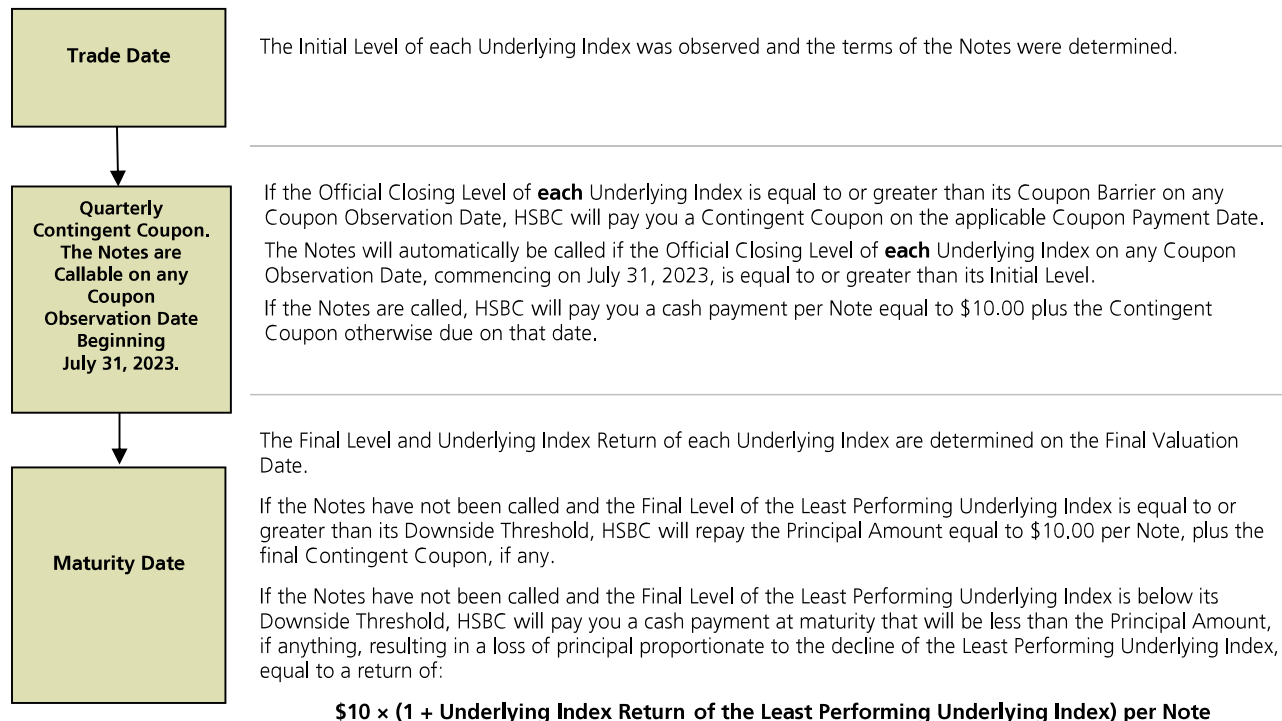 Trade Date
The Initial Level of each Underlying Index was observed and the terms of the Notes were determined.
Quarterly
Contingent Coupon.
The Notes are
Callable on any
Coupon
Observation Date
Beginning
July 31, 2023.
If the Official Closing Level of each Underlying Index is equal to or greater than its Coupon Barrier on any
Coupon Observation Date, HSBC will pay you a Contingent Coupon on the applicable Coupon Payment Date.
The Notes will automatically be called if the Official Closing Level of each Underlying Index on any Coupon
Observation Date, commencing on July 31, 2023, is equal to or greater than its Initial Level.
If the Notes are called, HSBC will pay you a cash payment per Note equal to $10.00 plus the Contingent
Coupon otherwise due on that date.
Maturity Date
The Final Level and Underlying Index Return of each Underlying Index are determined on the Final Valuation
Date.
If the Notes have not been called and the Final Level of the Least Performing Underlying Index is equal to or
greater than its Downside Threshold, HSBC will repay the Principal Amount equal to $10.00 per Note, plus the
final Contingent Coupon, if any.
If the Notes have not been called and the Final Level of the Least Performing Underlying Index is below its
Downside Threshold, HSBC will pay you a cash payment at maturity that will be less than the Principal Amount,
if anything, resulting in a loss of principal proportionate to the decline of the Least Performing Underlying Index,
equal to a return of:
$10 × (1 + Underlying Index Return of the Least Performing Underlying Index) per Note